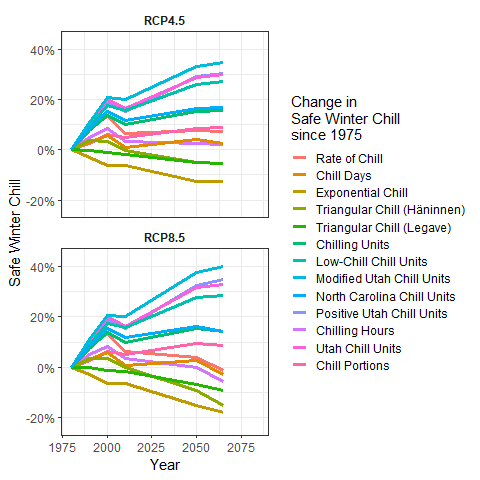 RCP4.5
40%
20%
0%
-20%
RCP8.5
40%
20%
0%
-20%
1975
2000
2025
2050
2075
Year
Safe Winter Chill
Change in
Safe Winter Chill
since 1975
Rate of Chill
Chill Days
Exponential Chill
Triangular Chill (Häninnen)
Triangular Chill (Legave)
Chilling Units
Low-Chill Chill Units
Modified Utah Chill Units
North Carolina Chill Units
Positive Utah Chill Units
Chilling Hours
Utah Chill Units
Chill Portions